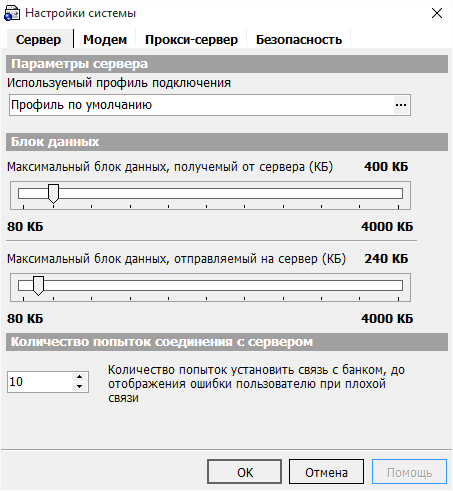 Настройки системы
Сервер Модем Прокси-сервер Безопасность
Параметры сервера
Используемый профиль подключения
Профиль по умолчанию ...
Блок данных
Максимальный блок данных, получемый от сервера (КБ) 400 КБ
80 КБ 4000 КБ
Максимальный блок данных, отправляемый на сервер (КБ) 240 КБ
80 КБ 4000 КБ
Количество попыток соединения с сервером
10
Количество попыток установить связь с банком, до
отображения ошибки пользователю при плохой
связи
ОК Отмена Помощь